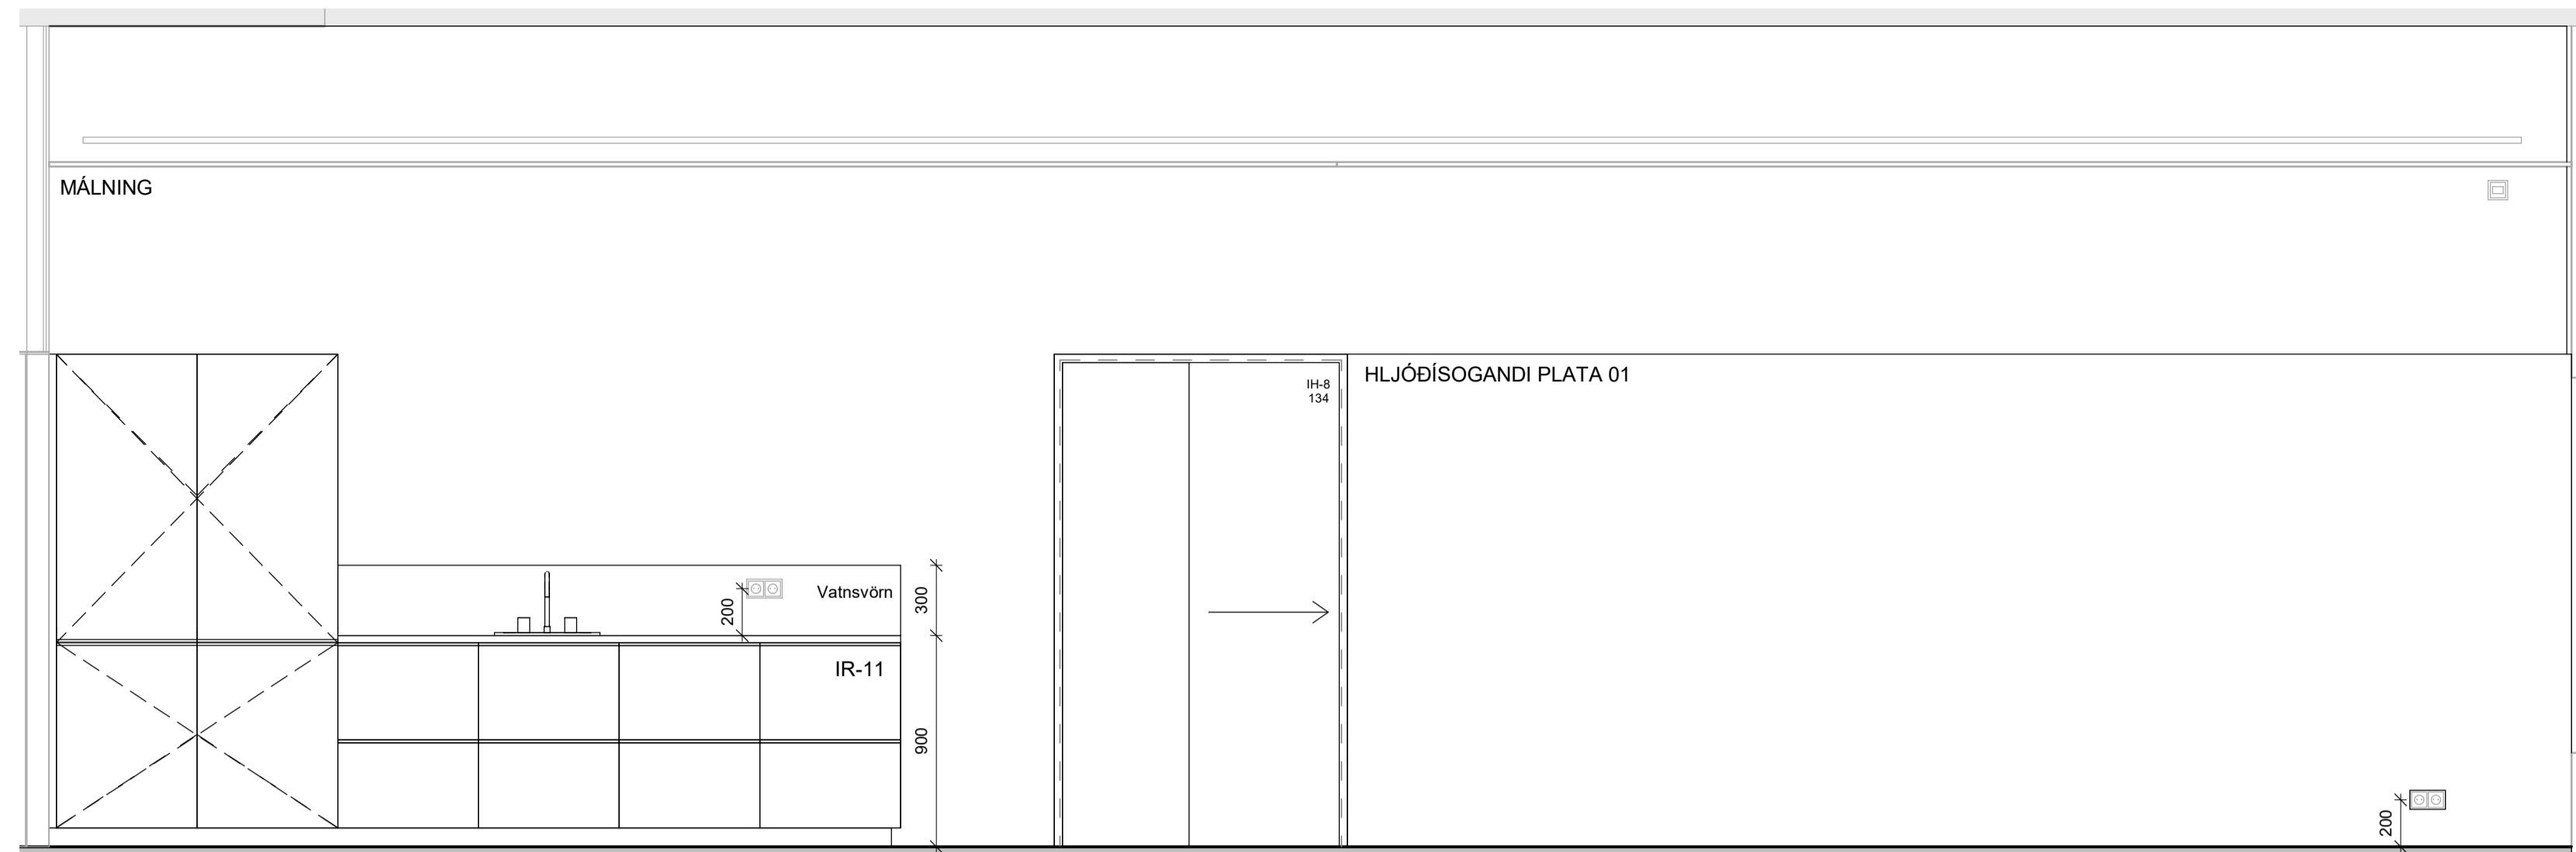 MÁLNING
IH-8
134
HLJÓÐÍSOGANDI PLATA 01
Vatnsvörn
200
300
IR-11
900
200